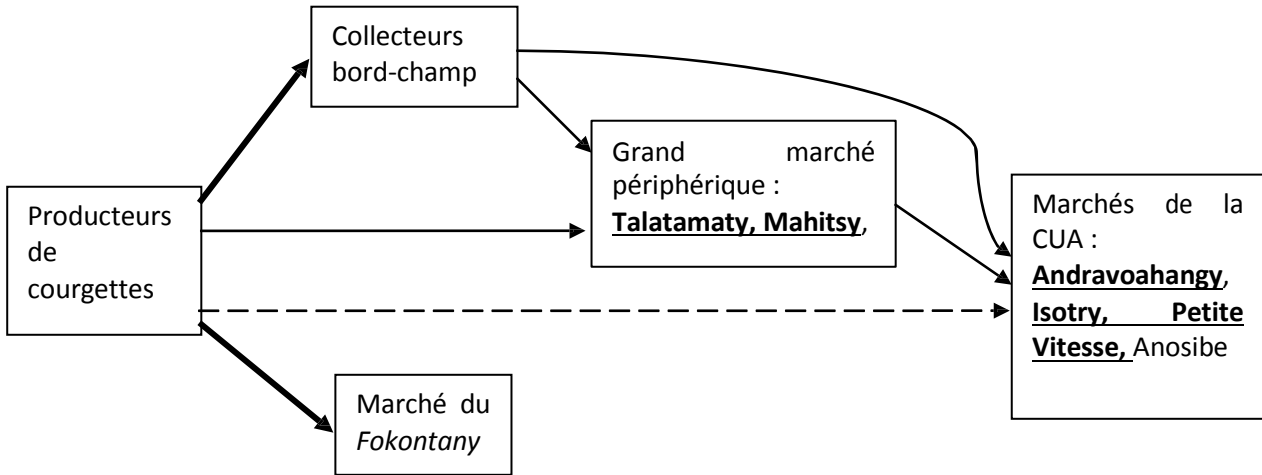 Collecteurs
bord-champ
Grand marché
périphérique :
Talatamaty, Mahitsy,
Producteurs
de
courgettes
Marchés de la
CUA :
Andravoahangy,
Isotry, Petite
Vitesse, Anosibe
Marché du
Fokontany